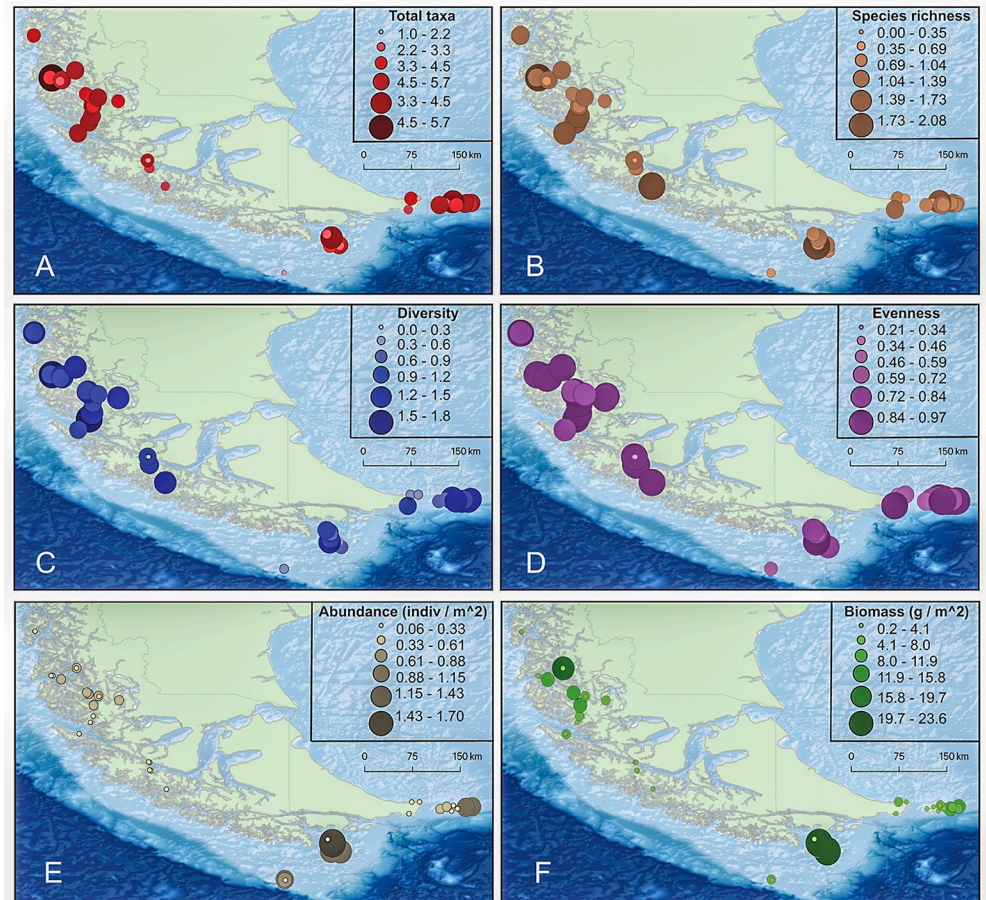 Total taxa
1.0 - 2.2
2.2 - 3.3
3.3 - 4.5
4.5 - 5.7
3.3 - 4.5
4.5 - 5.7
0 75 150 km
A
Species richness
0.00 - 0.35
0.35 - 0.69
0.69 - 1.04
1.04 - 1.39
1.39 - 1.73
1.73 - 2.08
0 75 150 km
B
Diversity
0.0 - 0.3
0.3 - 0.6
0.6 - 0.9
0.9 - 1.2
1.2 - 1.5
1.5 - 1.8
0 75 150 km
C
Evenness
0.21 - 0.34
0.34 - 0.46
0.46 - 0.59
0.59 - 0.72
0.72 - 0.84
0.84 - 0.97
0 75 150 km
D
Abundance (indiv / m^2)
0.06 - 0.33
0.33 - 0.61
0.61 - 0.88
0.88 - 1.15
1.15 - 1.43
1.43 - 1.70
0 75 150 km
E
Biomass (g / m^2)
0.2 - 4.1
4.1 - 8.0
8.0 - 11.9
11.9 - 15.8
15.8 - 19.7
19.7 - 23.6
0 75 150 km
F